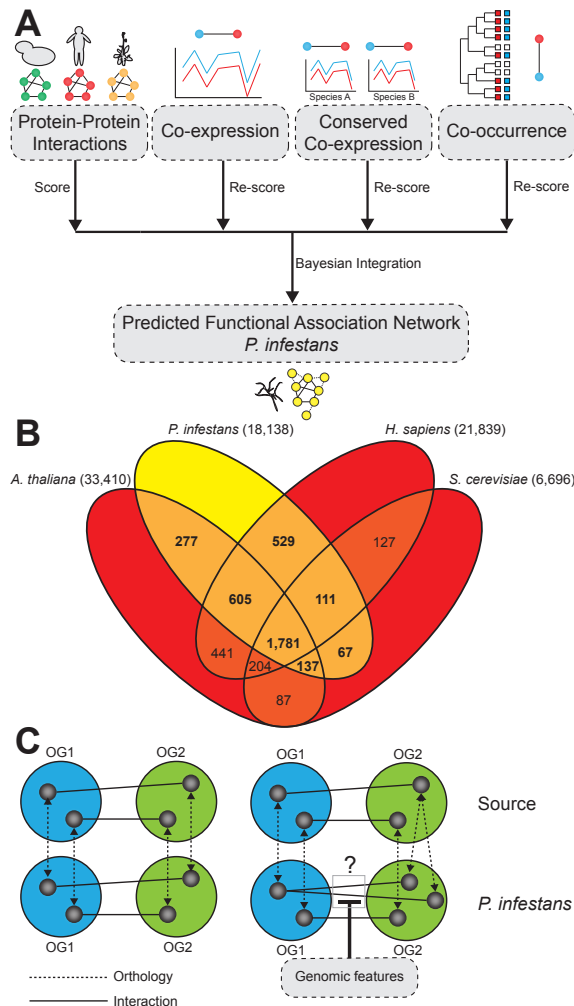 A
Species A
Species B
Protein-Protein
Interactions
Co-expression
Conserved
Co-expression
Co-occurrence
Score
Re-score
Re-score
Re-score
Bayesian Integration
Predicted Functional Association Network
P. infestans
B
P. infestans (18,138)
H. sapiens (21,839)
A. thaliana (33,410)
S. cerevisiae (6,696)
277
529
127
605
111
1,781
441
204
137
67
87
C
OG1
OG2
OG1
OG2
Source
?
P. infestans
OG1
OG2
OG1
OG2
Orthology
Interaction
Genomic features